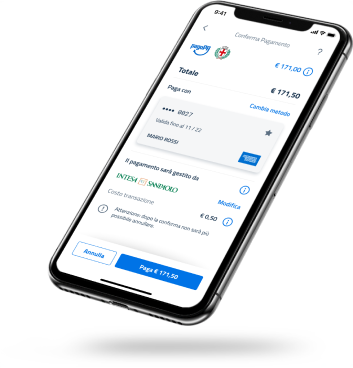 9:41
Conferma Pagamento
?
pagoPA
€ 171,00
Totale
€ 171,50
Paga con
Cambia metodo
•••• 0027
Valida fino al 11 / 22
MARIO ROSSI
Il pagamento sarà gestito da
INTESA SANPAOLO
Modifica
Costo transazione
€ 0,50
Attenzione: dopo la conferma non sarà più
possibile annullare.
Annulla
Paga € 171,50